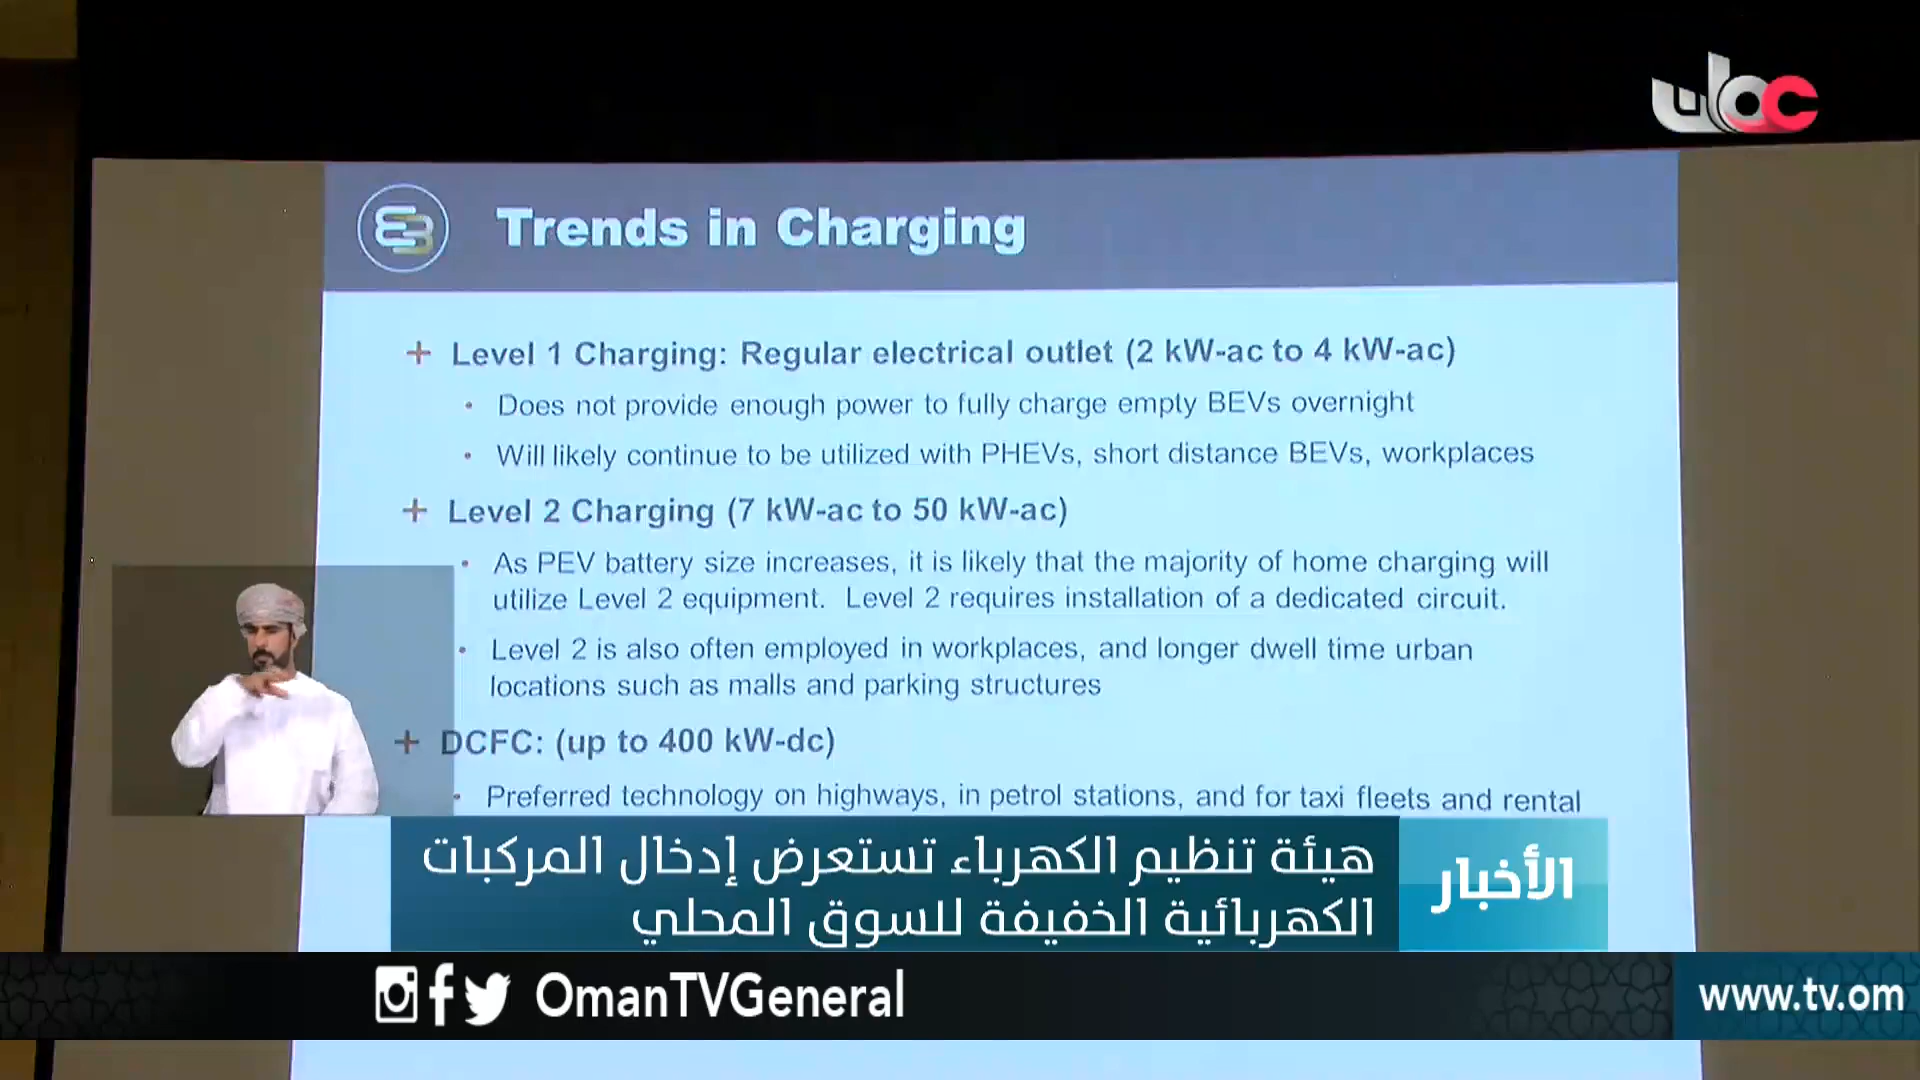 عمان
Trends in Charging
+ Level 1 Charging: Regular electrical outlet (2 kW-ac to 4 kW-ac)
• Does not provide enough power to fully charge empty BEVs overnight
• Will likely continue to be utilized with PHEVs, short distance BEVs, workplaces
+ Level 2 Charging (7 kW-ac to 50 kW-ac)
• As PEV battery size increases, it is likely that the majority of home charging will
utilize Level 2 equipment. Level 2 requires installation of a dedicated circuit.
• Level 2 is also often employed in workplaces, and longer dwell time urban
locations such as malls and parking structures
+ DCFC: (up to 400 kW-dc)
• Preferred technology on highways, in petrol stations, and for taxi fleets and rental
الأخبار
هيئة تنظيم الكهرباء تستعرض إدخال المركبات
الكهربائية الخفيفة للسوق المحلي
OmanTVGeneral
www.tv.om